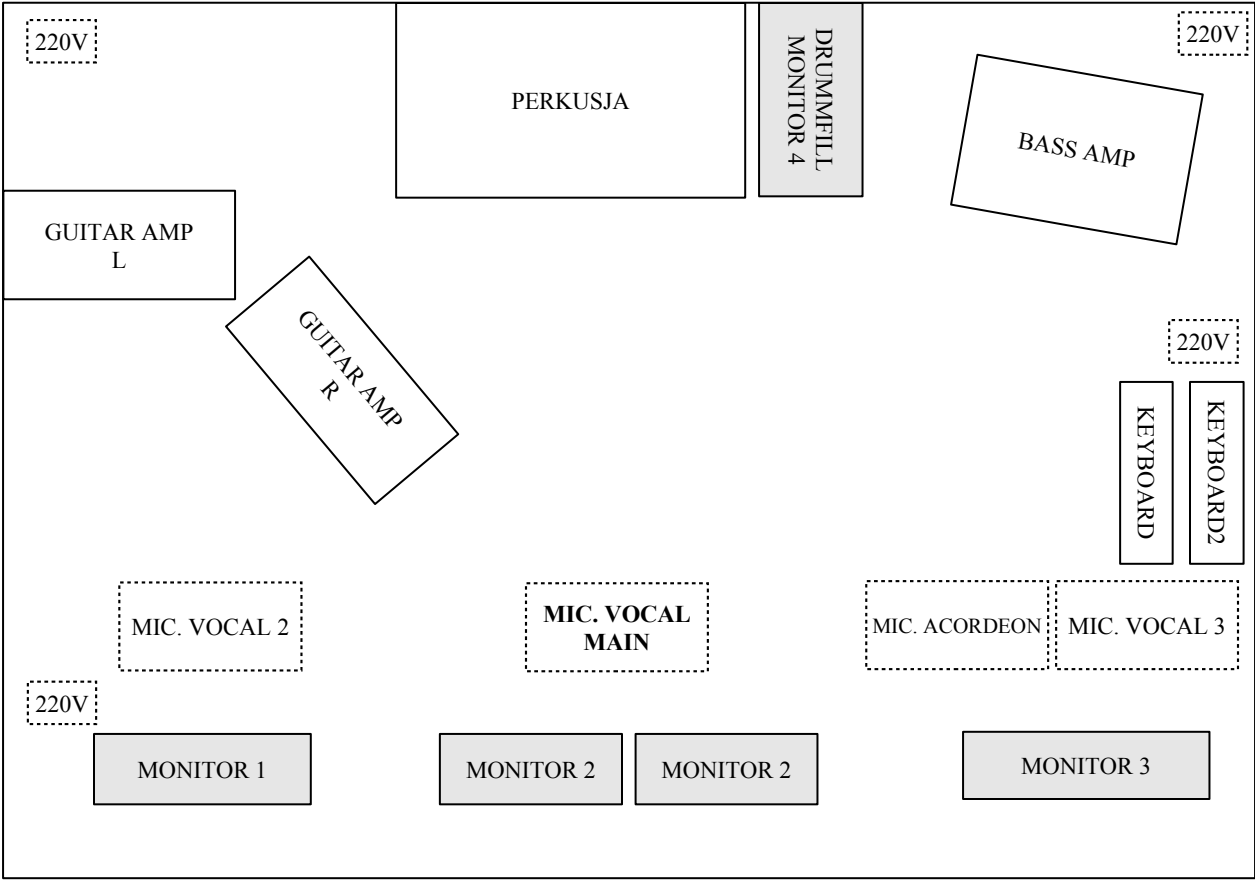 220V
PERKUSJA
DRUMMFILL
MONITOR 4
220V
BASS AMP
GUITAR AMP
L
GUITAR AMP
R
220V
KEYBOARD
KEYBOARD2
MIC. VOCAL 2
MIC. VOCAL
MAIN
MIC. ACORDEON
MIC. VOCAL 3
220V
MONITOR 1
MONITOR 2
MONITOR 2
MONITOR 3